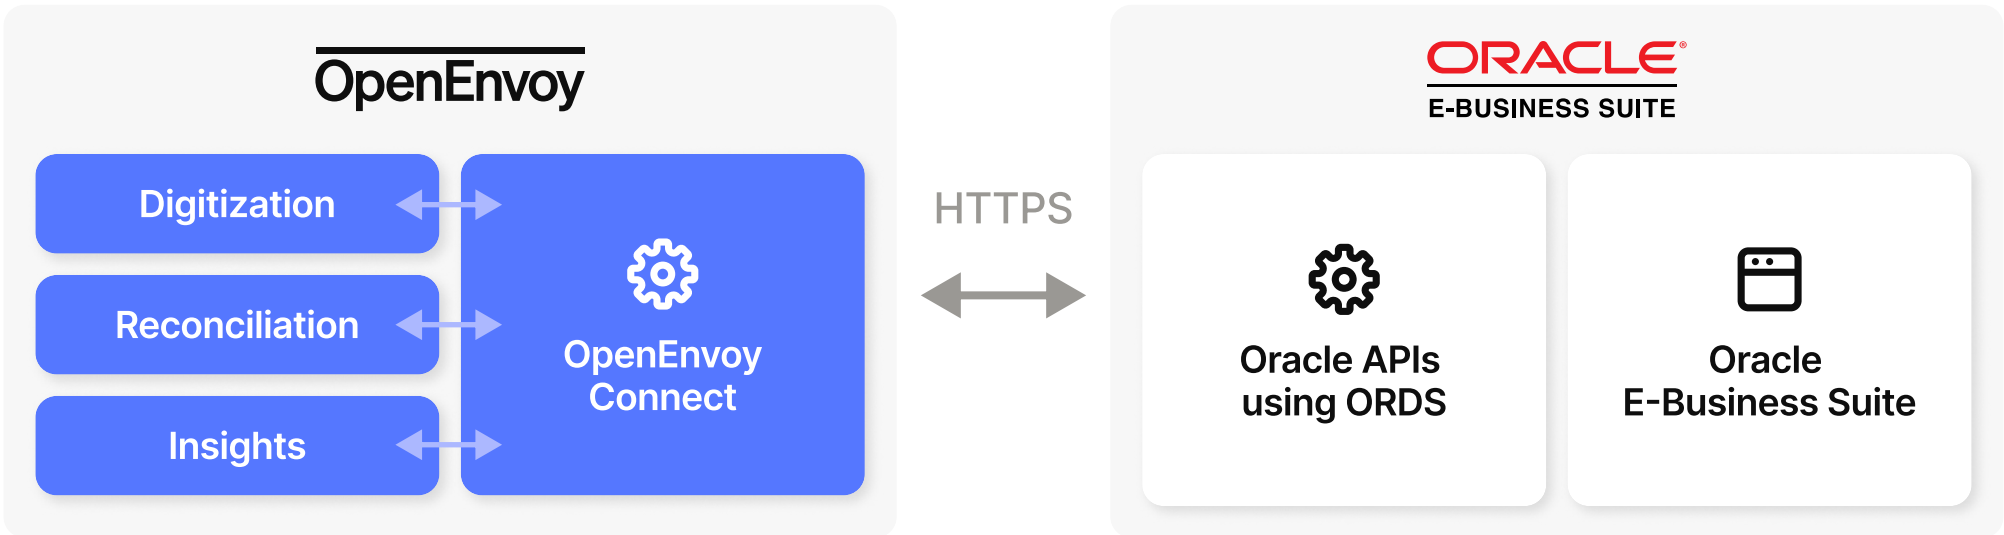 OpenEnvoy
Digitization
Reconciliation
Insights
OpenEnvoy
Connect
HTTPS
ORACLE®
E-BUSINESS SUITE
Oracle APIs
using ORDS
Oracle
E-Business Suite